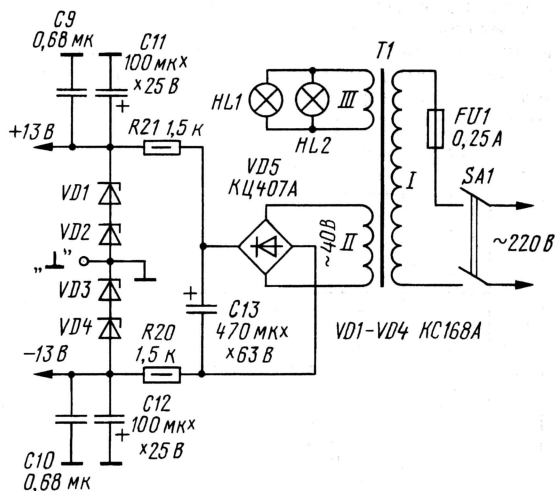 C9
0,68 мк
C11
100 мк×
×25 В
+
+13 В
R21 1,5 к
HL1
HL2
III
T1
I
FU1
0,25 А
SA1
~220 В
VD5
КЦ407А
~40В
II
VD1
VD2
„⊥”
VD3
VD4
+
C13
470 мк×
×63 В
VD1-VD4 КС168А
R20
1,5 к
-13 В
C10
0,68 мк
+
C12
100 мк×
×25 В